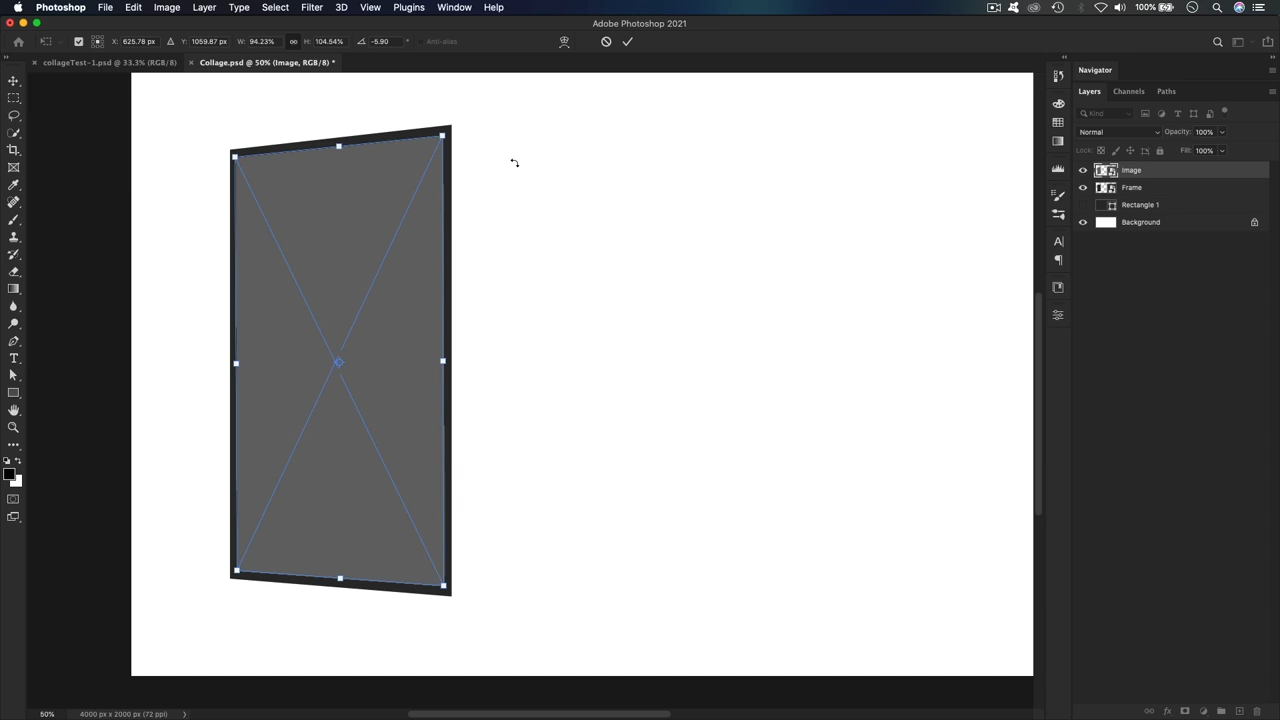 Photoshop File Edit Image Layer Type Select Filter 3D View Plugins Window Help 100%
Adobe Photoshop 2021
X: 625.78 px Y: 1059.87 px W: 94.23% H: 104.54% -5.90 ° Anti-alias
collageTest-1.psd @ 33.3% (RGB/8) Collage.psd @ 50% (Image, RGB/8) *
Navigator
Layers Channels Paths
Kind
Normal Opacity: 100%
Lock: Fill: 100%
Image
Frame
Rectangle 1
Background
50% 4000 px x 2000 px (72 ppi)